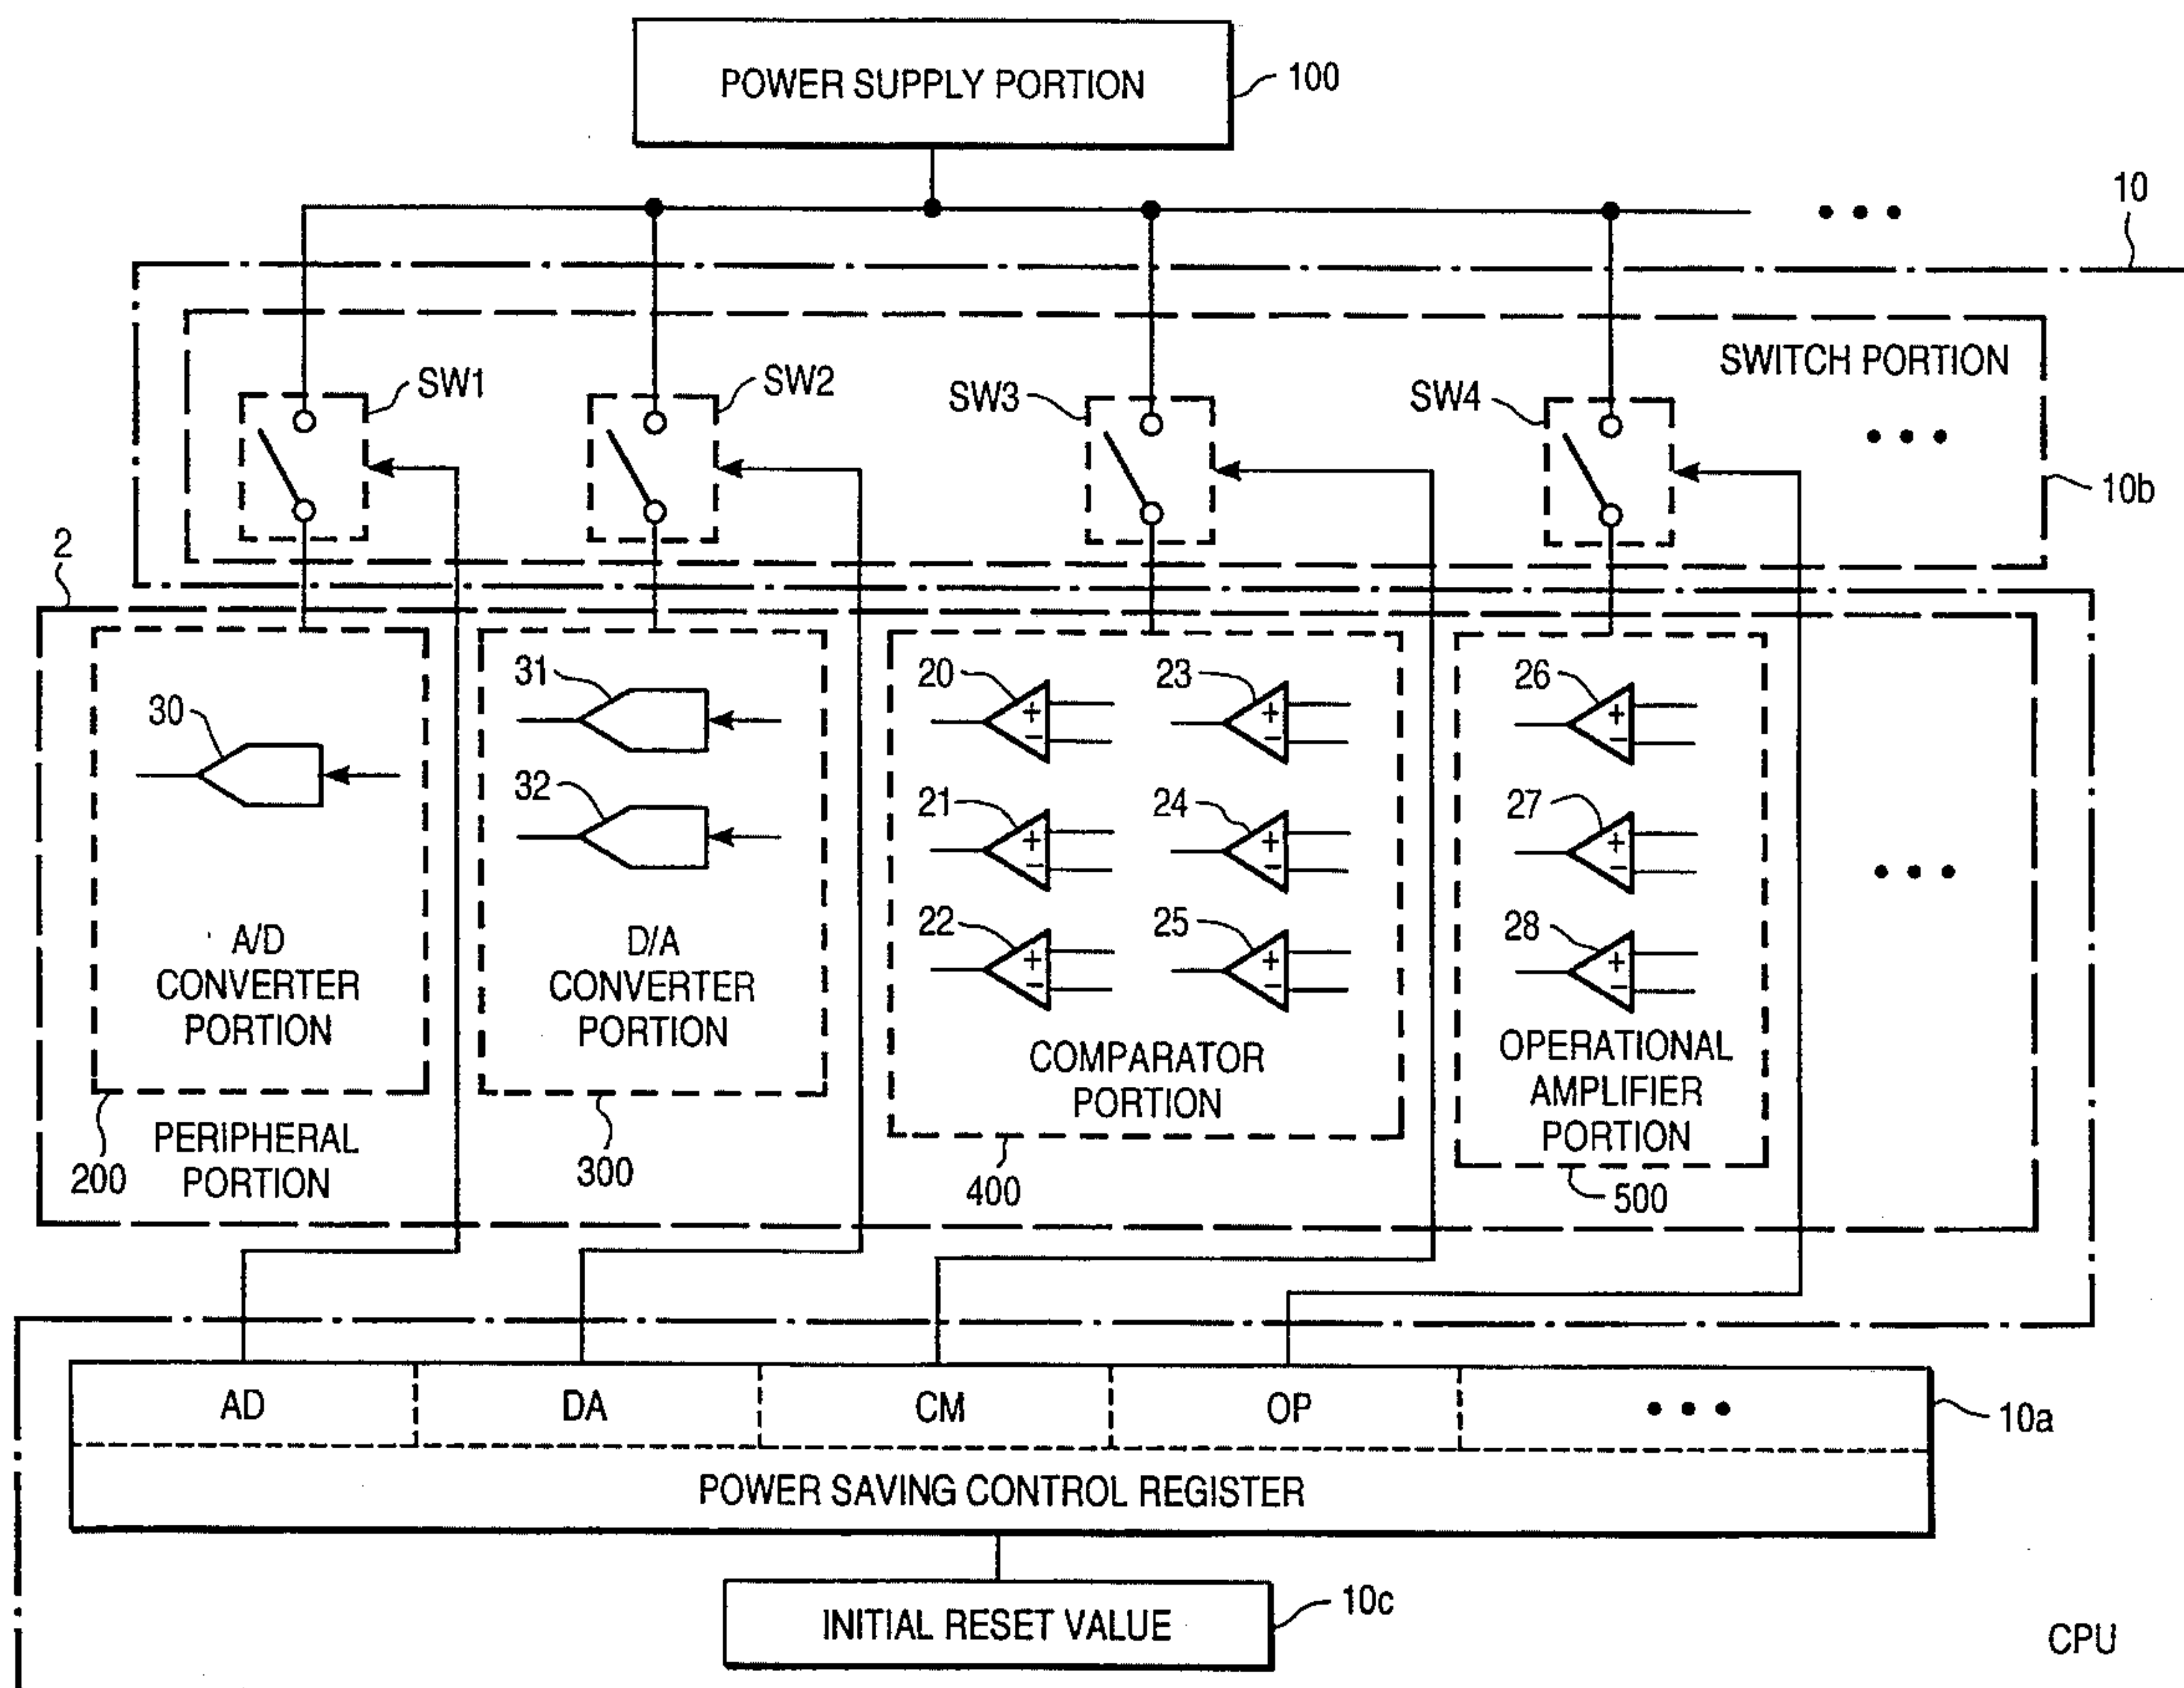 POWER SUPPLY PORTION
100
10
SWITCH PORTION
SW1
SW2
SW3
SW4
10b
2
30
31
32
20
21
22
23
24
25
26
27
28
A/D
CONVERTER
PORTION
D/A
CONVERTER
PORTION
COMPARATOR
PORTION
OPERATIONAL
AMPLIFIER
PORTION
200
PERIPHERAL
PORTION
300
400
500
AD
DA
CM
OP
10a
POWER SAVING CONTROL REGISTER
INITIAL RESET VALUE
10c
CPU